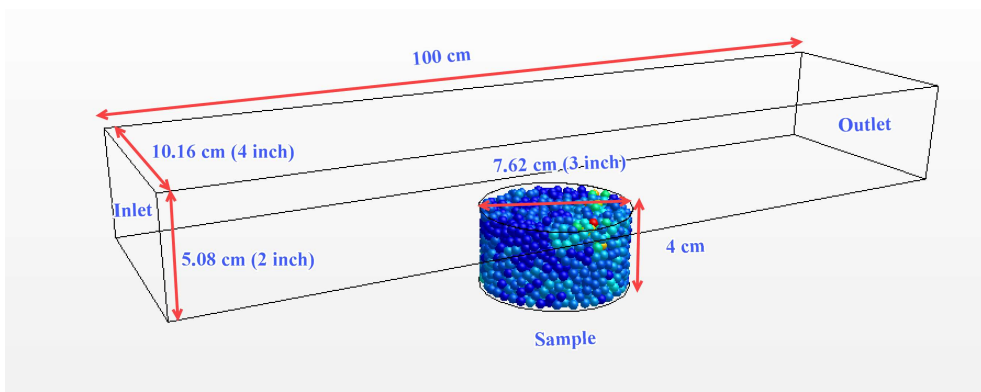 100 cm
10.16 cm (4 inch)
Outlet
7.62 cm (3 inch)
Inlet
5.08 cm (2 inch)
4 cm
Sample